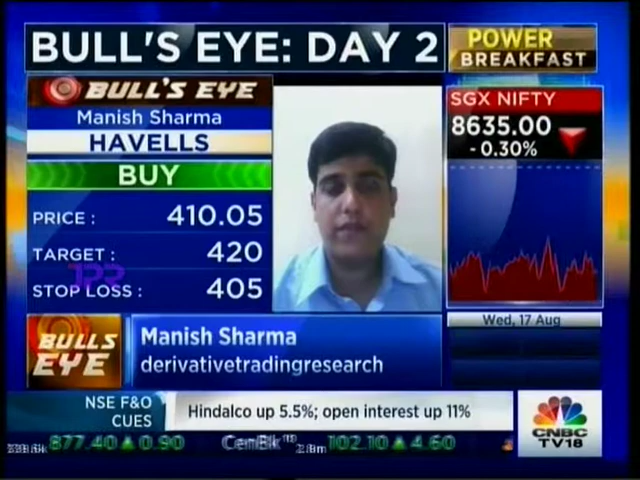 BULL'S EYE: DAY 2
POWER
BREAKFAST
BULL'S EYE
Manish Sharma
HAVELLS
BUY
PRICE : 410.05
TARGET : 420
STOP LOSS : 405
SGX NIFTY
8635.00
- 0.30%
Wed, 17 Aug
BULLS
EYE
Manish Sharma
derivativetradingresearch
NSE F&O
CUES
Hindalco up 5.5%; open interest up 11%
CNBC
TV18
877.40 ▲ 0.90 CenBk 102.10 ▲ 4.60